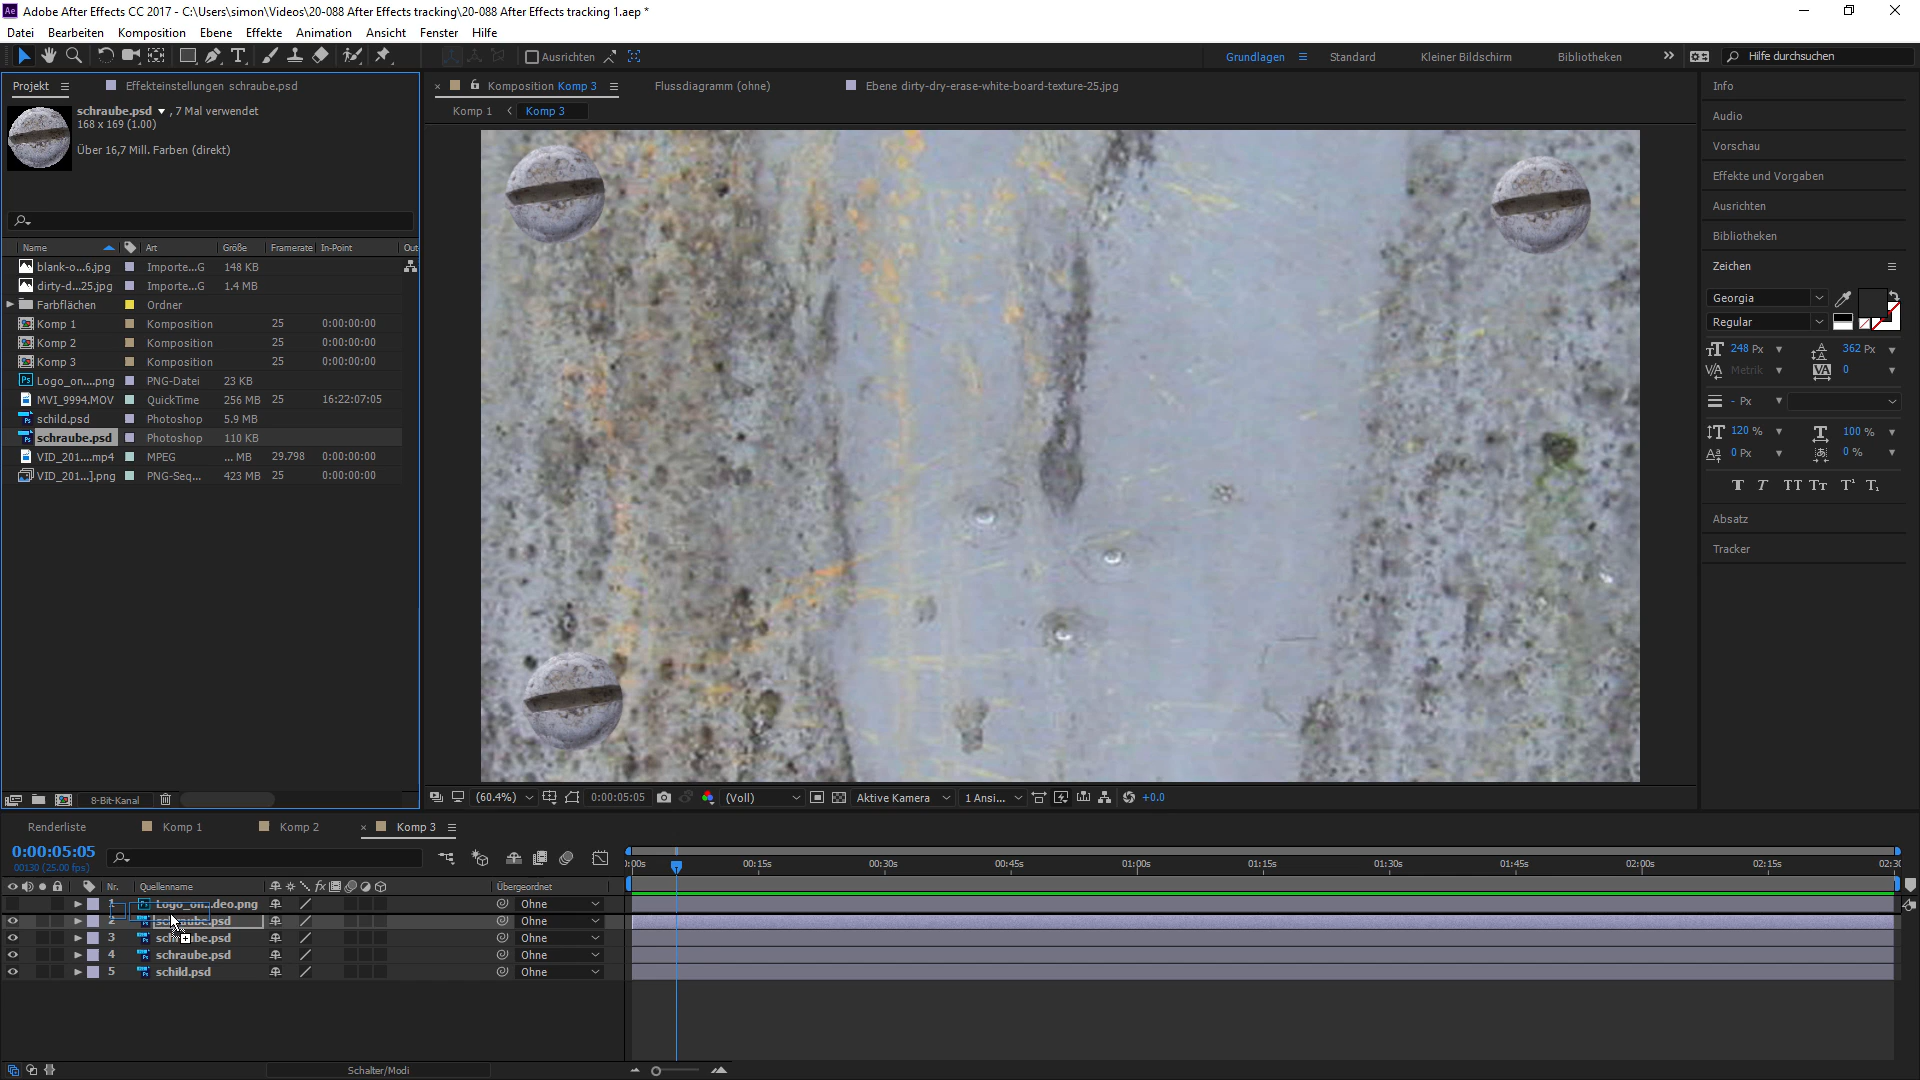 Adobe After Effects CC 2017 - C:\Users\simon\Videos\20-088 After Effects tracking\20-088 After Effects tracking 1.aep *
Datei Bearbeiten Komposition Ebene Effekte Animation Ansicht Fenster Hilfe
Ausrichten Grundlagen Standard Kleiner Bildschirm Bibliotheken Hilfe durchsuchen
Projekt Effekteinstellungen schraube.psd
schraube.psd , 7 Mal verwendet
168 x 169 (1.00)
Über 16,7 Mill. Farben (direkt)
Name Art Größe Framerate In-Point Out
blank-o...6.jpg Importe...G 148 KB
dirty-d...25.jpg Importe...G 1.4 MB
Farbflächen Ordner
Komp 1 Komposition 25 0:00:00:00
Komp 2 Komposition 25 0:00:00:00
Komp 3 Komposition 25 0:00:00:00
Logo_on....png PNG-Datei 23 KB
MVI_9994.MOV QuickTime 256 MB 25 16:22:07:05
schild.psd Photoshop 5.9 MB
schraube.psd Photoshop 110 KB
VID_201....mp4 MPEG ... MB 29.798 0:00:00:00
VID_201...].png PNG-Seq... 423 MB 25 0:00:00:00
8-Bit-Kanal
Komposition Komp 3 Flussdiagramm (ohne) Ebene dirty-dry-erase-white-board-texture-25.jpg
Komp 1 Komp 3
(60.4%) 0:00:05:05 (Voll) Aktive Kamera 1 Ansi... +0.0
Info
Audio
Vorschau
Effekte und Vorgaben
Ausrichten
Bibliotheken
Zeichen
Georgia
Regular
248 Px 362 Px
Metrik 0
- Px
120 % 100 %
0 Px 0 %
T T TT Tт T¹ T₁
Absatz
Tracker
Renderliste Komp 1 Komp 2 Komp 3
0:00:05:05
00130 (25.00 fps)
Nr. Quellenname Übergeordnet
1 Logo_on...deo.png Ohne
2 schraube.psd Ohne
3 schraube.psd Ohne
4 schraube.psd Ohne
5 schild.psd Ohne
:00s 00:15s 00:30s 00:45s 01:00s 01:15s 01:30s 01:45s 02:00s 02:15s 02:30
Schalter/Modi